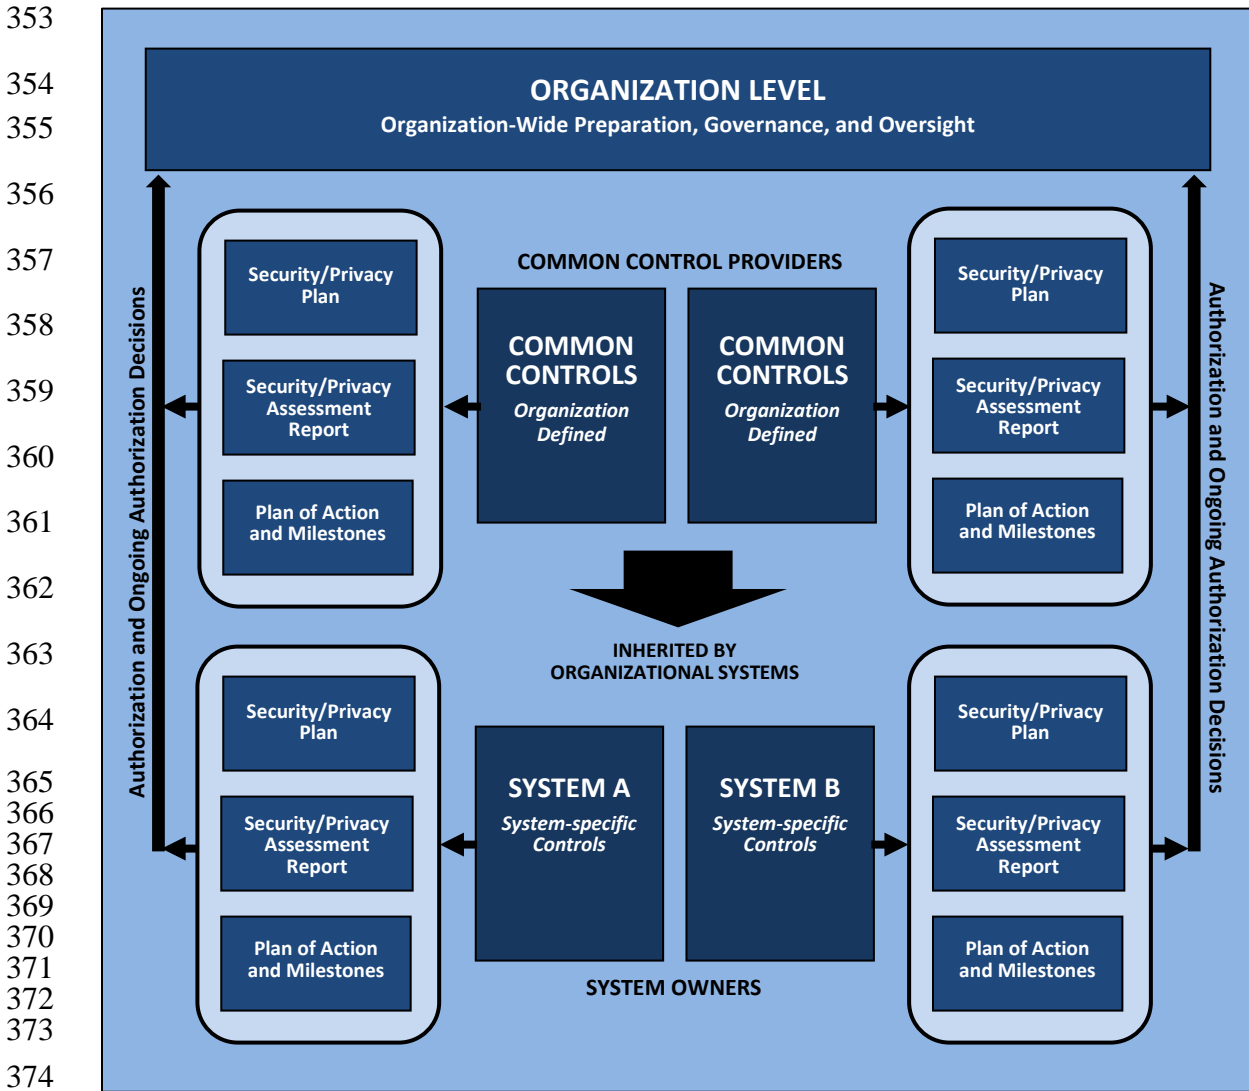 353
354
355
356
357
358
359
360
361
362
363
364
365
366
367
368
369
370
371
372
373
374
ORGANIZATION LEVEL
Organization-Wide Preparation, Governance, and Oversight
Authorization and Ongoing Authorization Decisions
Security/Privacy
Plan
Security/Privacy
Assessment
Report
Plan of Action
and Milestones
COMMON CONTROL PROVIDERS
COMMON
CONTROLS
Organization
Defined
COMMON
CONTROLS
Organization
Defined
Security/Privacy
Plan
Security/Privacy
Assessment
Report
Plan of Action
and Milestones
Authorization and Ongoing Authorization Decisions
INHERITED BY
ORGANIZATIONAL SYSTEMS
Security/Privacy
Plan
Security/Privacy
Assessment
Report
Plan of Action
and Milestones
SYSTEM A
System-specific
Controls
SYSTEM B
System-specific
Controls
SYSTEM OWNERS
Security/Privacy
Plan
Security/Privacy
Assessment
Report
Plan of Action
and Milestones